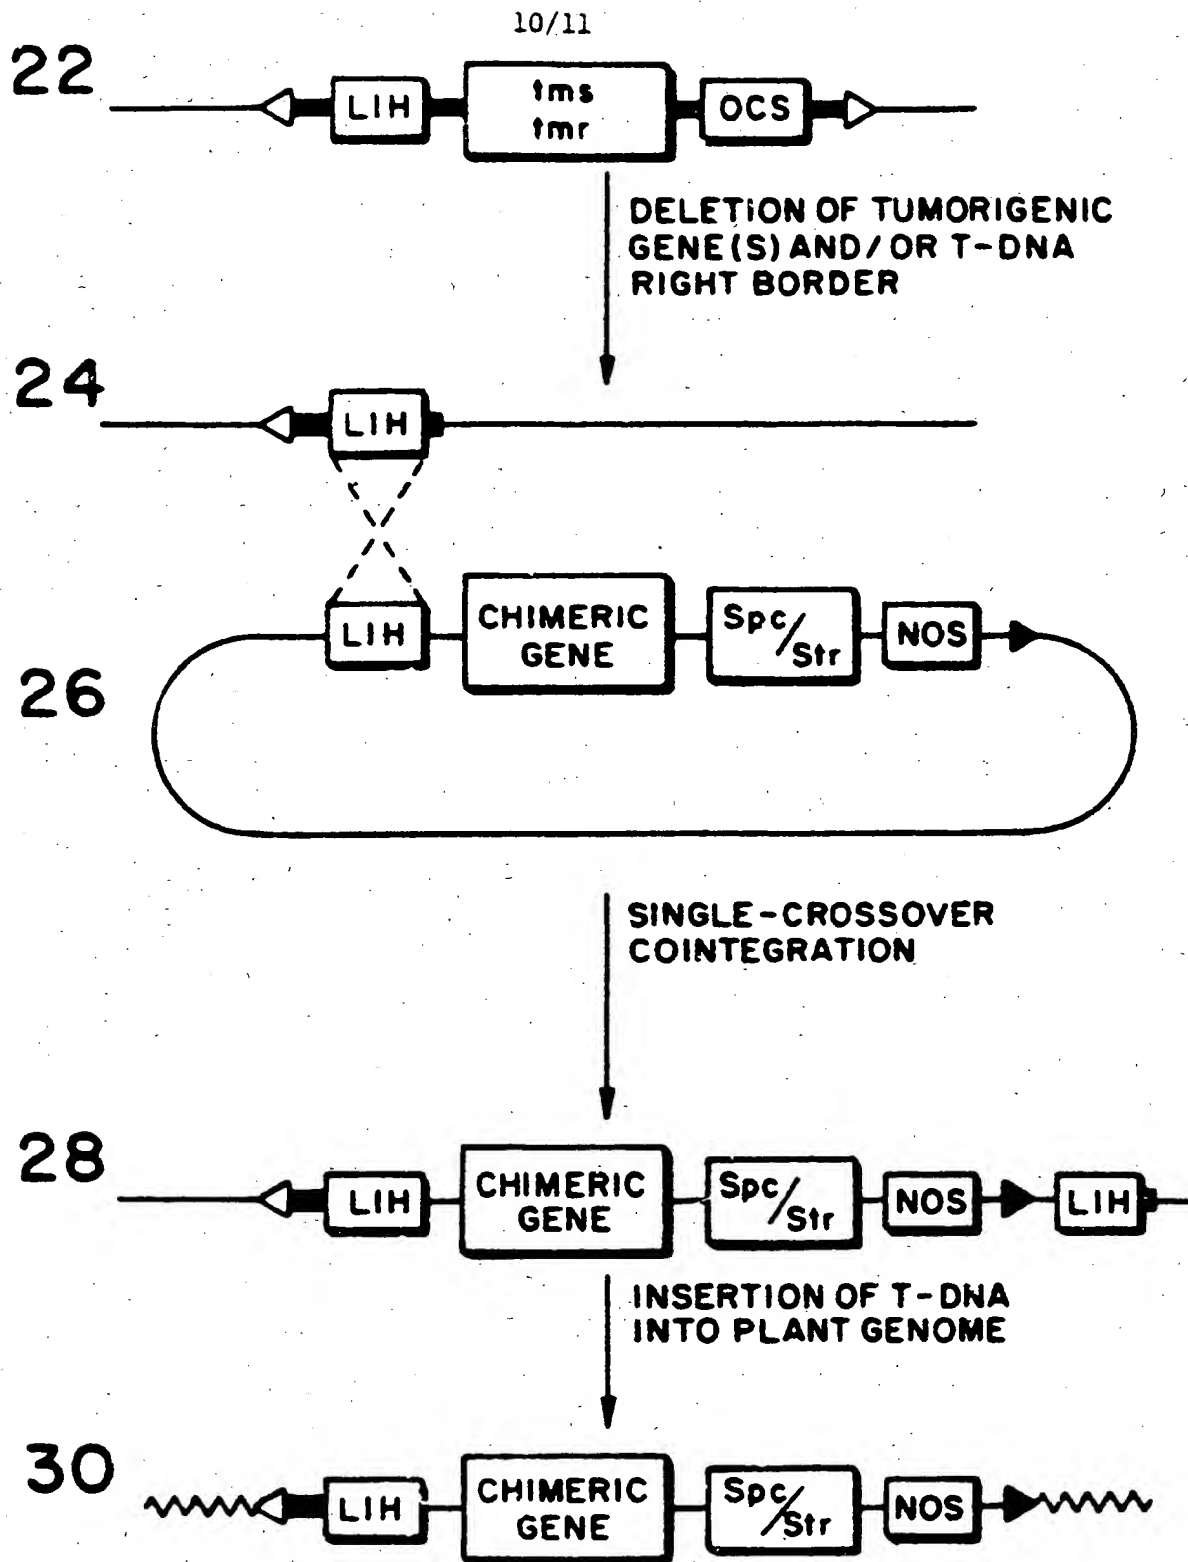 10/11
22
LIH
tms
tmr
OCS
DELETION OF TUMORIGENIC
GENE(S) AND/OR T-DNA
RIGHT BORDER
24
LIH
26
LIH
CHIMERIC
GENE
Spc/
Str
NOS
SINGLE-CROSSOVER
COINTEGRATION
28
LIH
CHIMERIC
GENE
Spc/
Str
NOS
LIH
INSERTION OF T-DNA
INTO PLANT GENOME
30
LIH
CHIMERIC
GENE
Spc/
Str
NOS